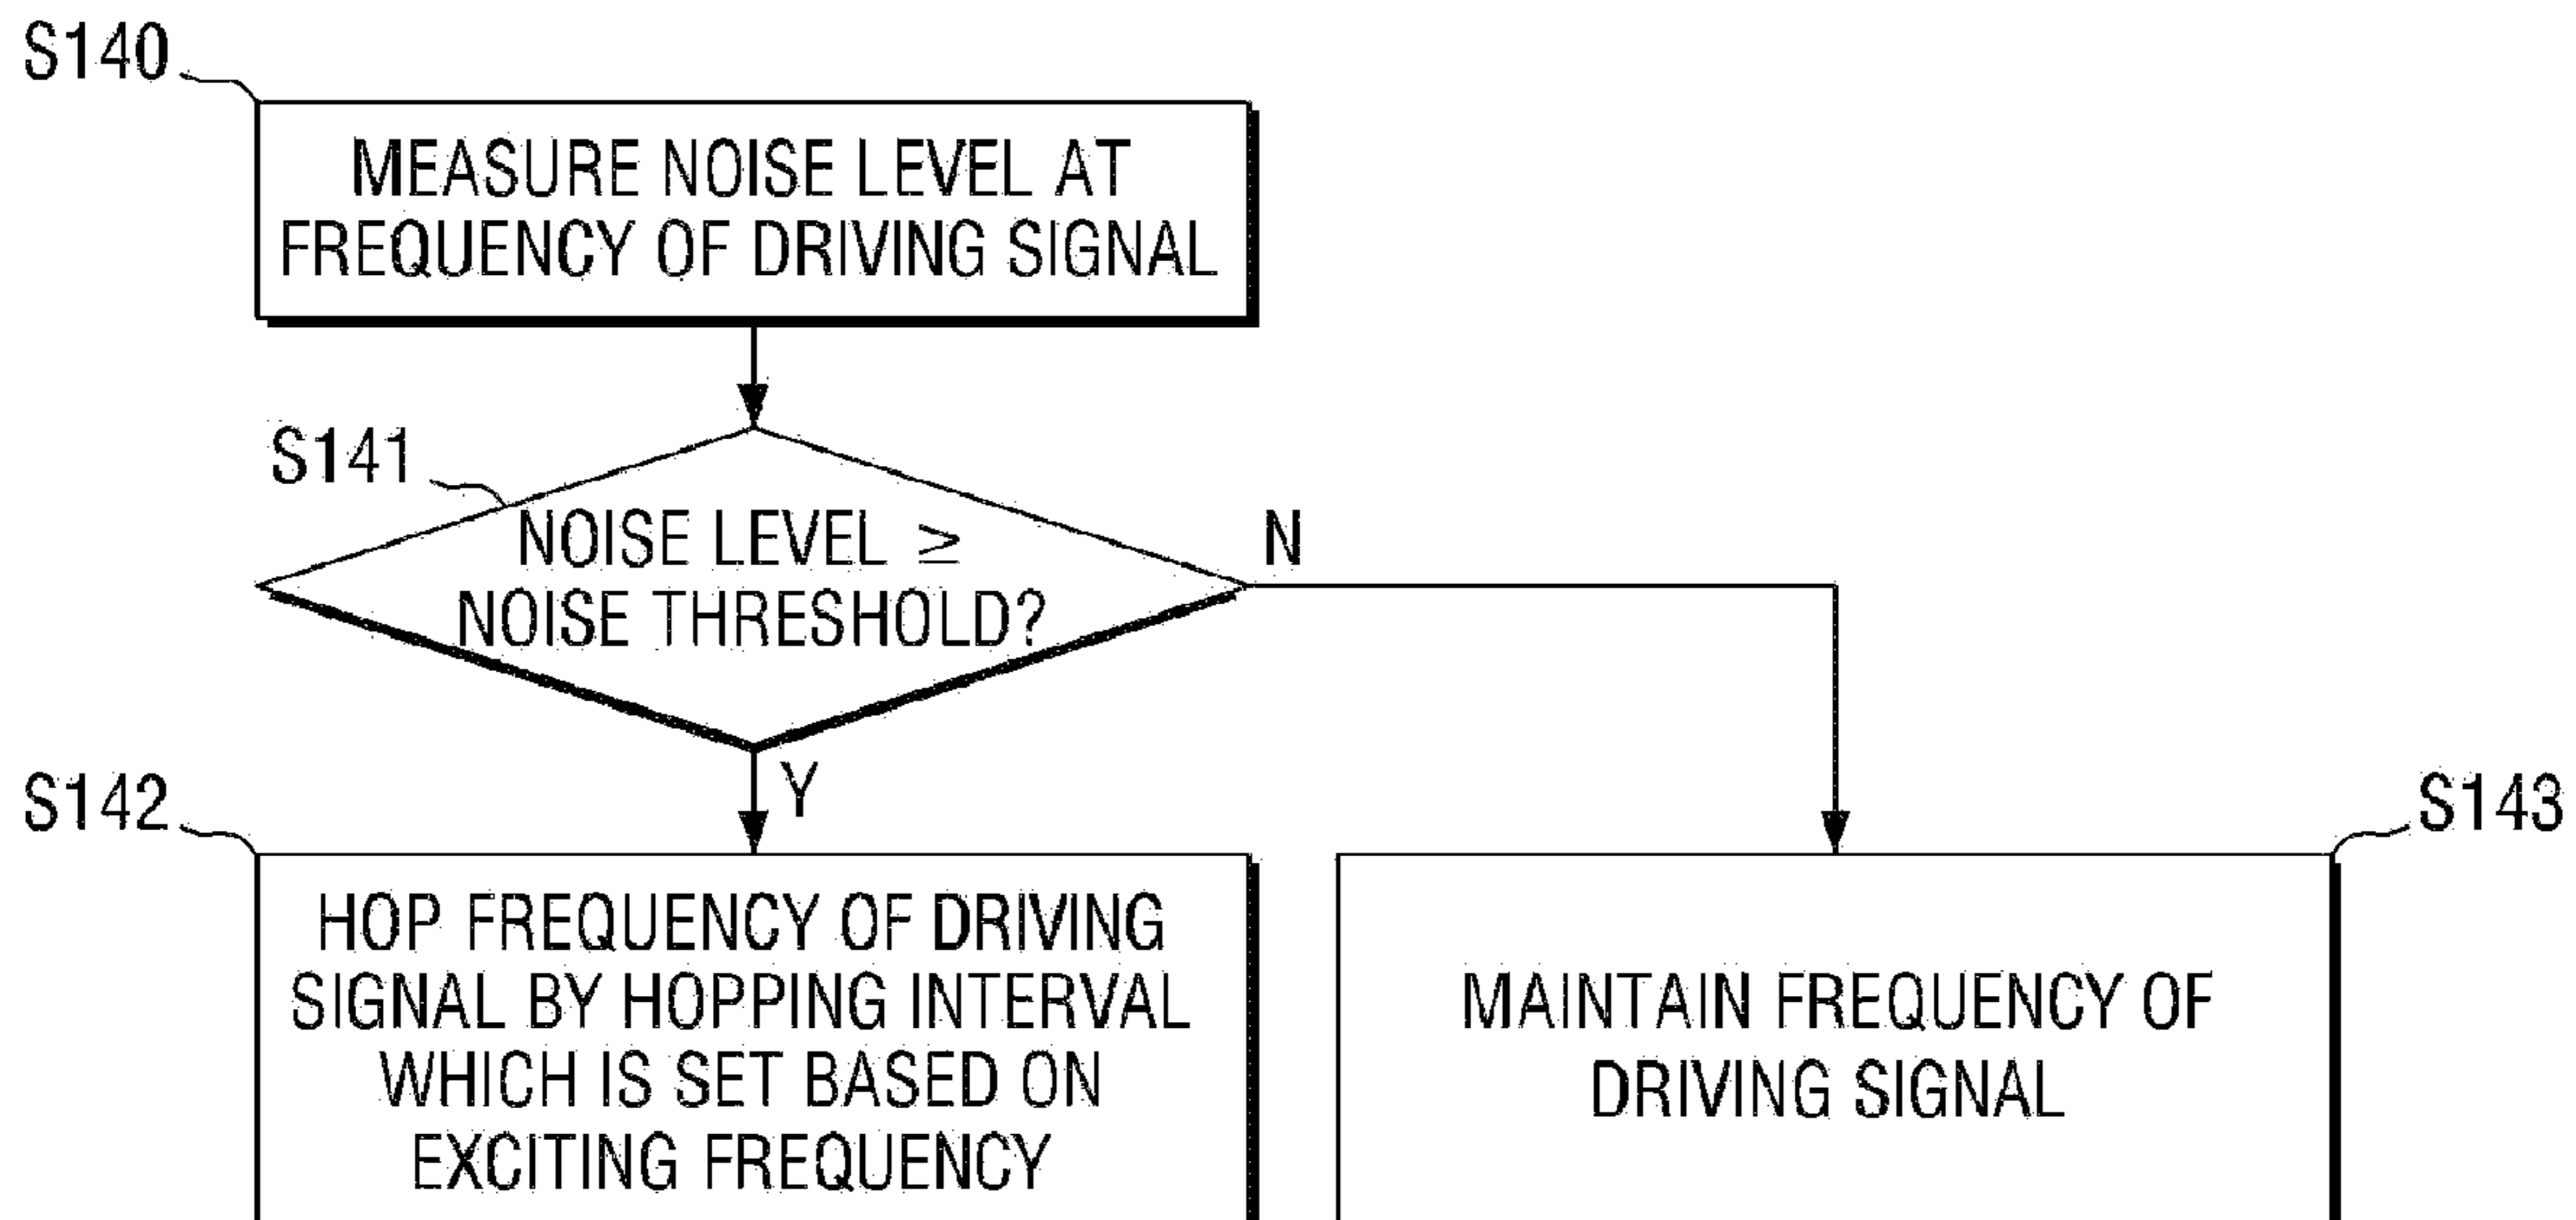 S140
MEASURE NOISE LEVEL AT
FREQUENCY OF DRIVING SIGNAL
S141
NOISE LEVEL ≥
NOISE THRESHOLD?
N
Y
S142
HOP FREQUENCY OF DRIVING
SIGNAL BY HOPPING INTERVAL
WHICH IS SET BASED ON
EXCITING FREQUENCY
S143
MAINTAIN FREQUENCY OF
DRIVING SIGNAL